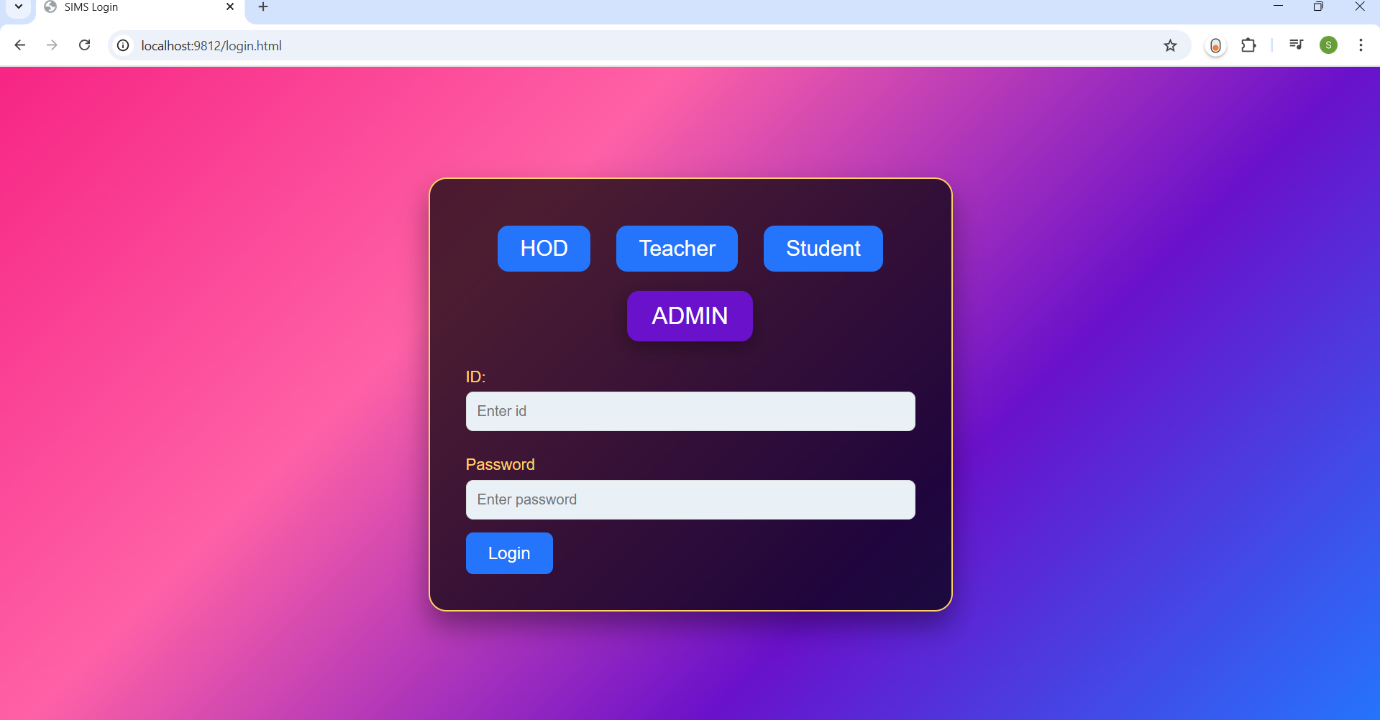 SIMS Login
localhost:9812/login.html
S
HOD Teacher Student
ADMIN
ID:
Enter id
Password
Enter password
Login